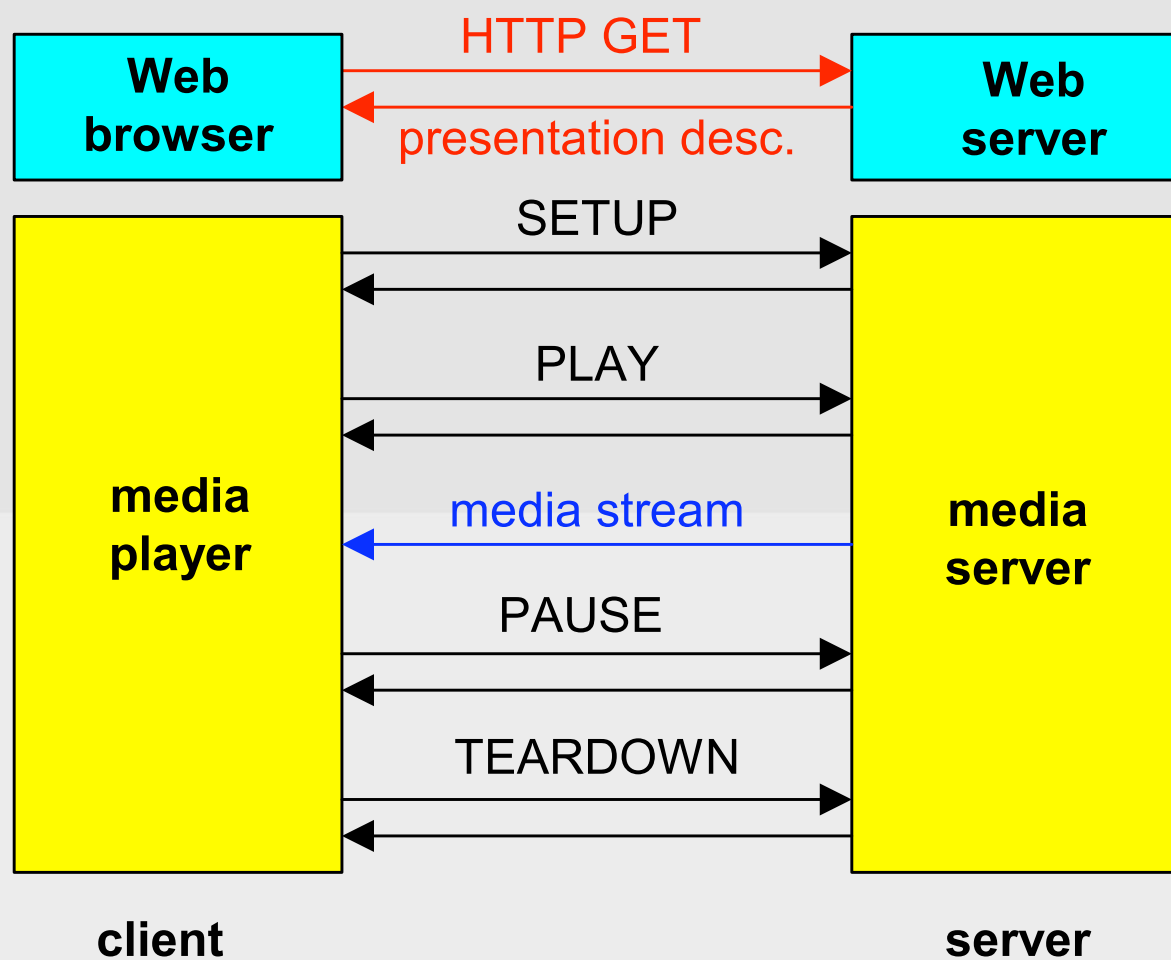 HTTP GET
Web
browser
Web
server
presentation desc.
SETUP
PLAY
media
player
media stream
media
server
PAUSE
TEARDOWN
client
server